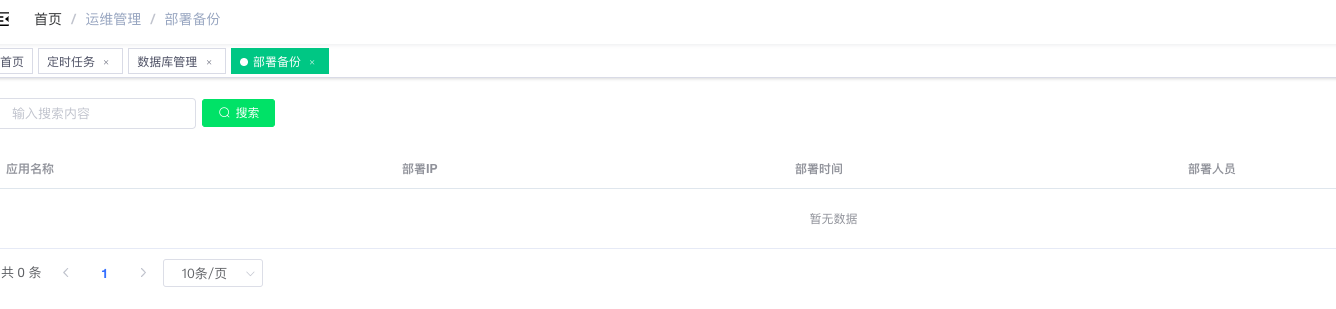 首页 / 运维管理 / 部署备份
首页 定时任务 × 数据库管理 × 部署备份 ×
输入搜索内容 搜索
应用名称 部署IP 部署时间 部署人员
暂无数据
共 0 条 1 10条/页